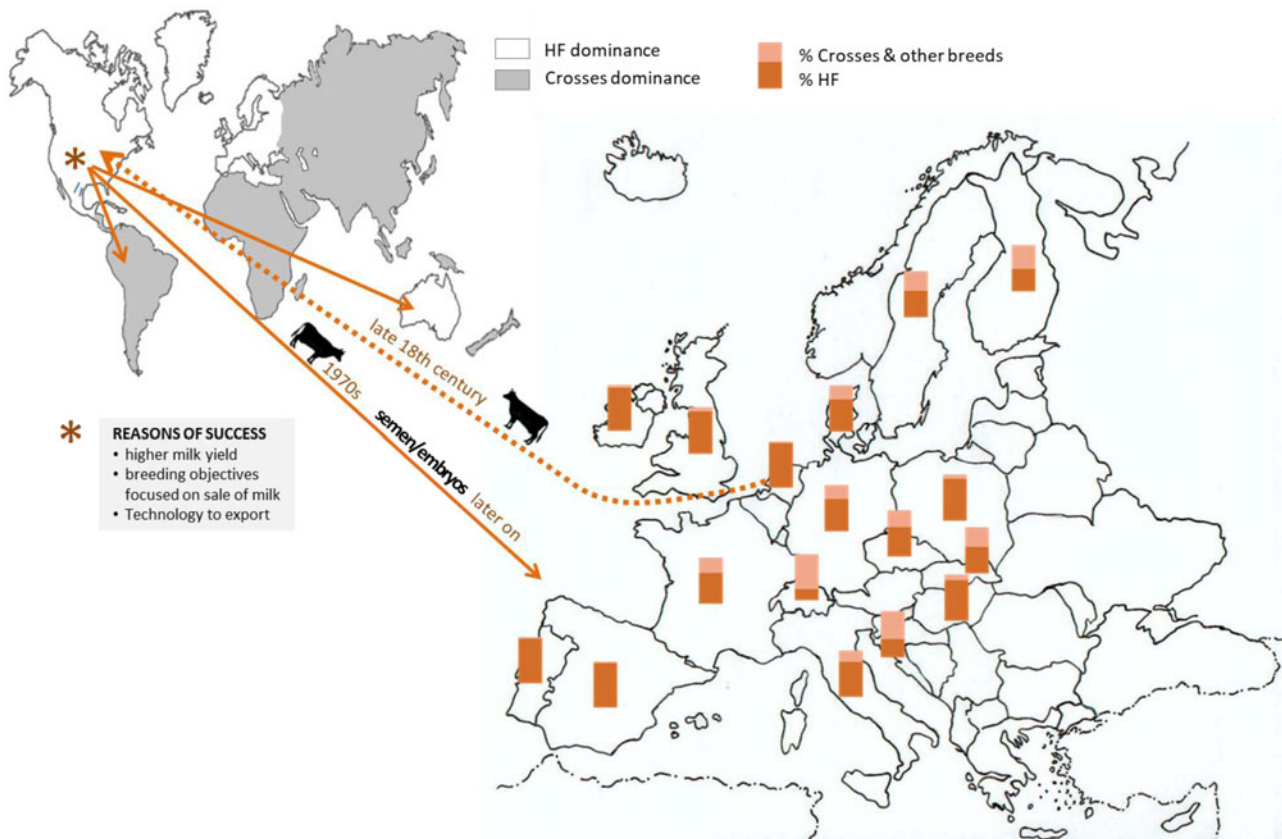 HF dominance
Crosses dominance
% Crosses & other breeds
% HF
late 18th century
1970s
semen/embryos later on
*
REASONS OF SUCCESS
• higher milk yield
• breeding objectives
focused on sale of milk
• Technology to export